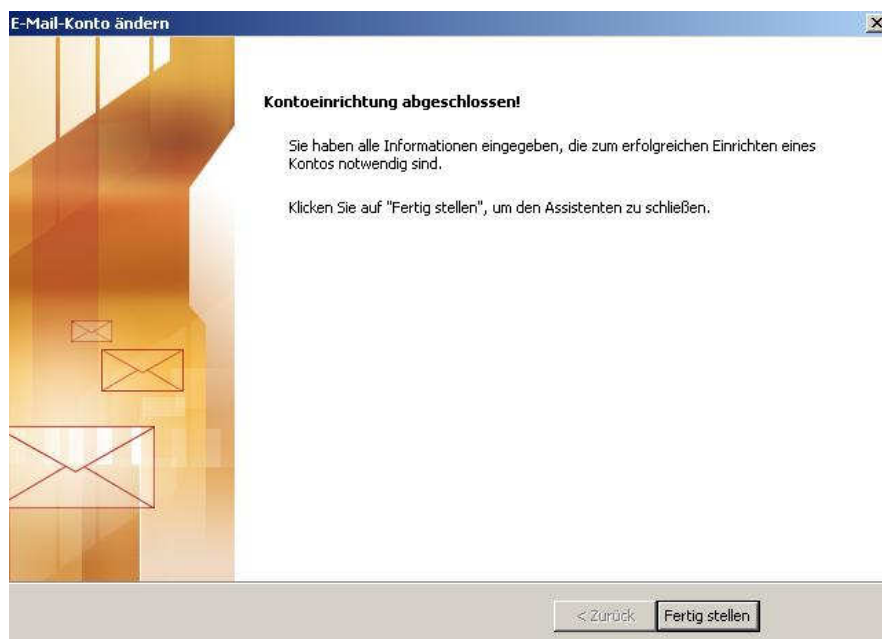 E-Mail-Konto ändern
Kontoeinrichtung abgeschlossen!
Sie haben alle Informationen eingegeben, die zum erfolgreichen Einrichten eines
Kontos notwendig sind.
Klicken Sie auf "Fertig stellen", um den Assistenten zu schließen.
< Zurück
Fertig stellen